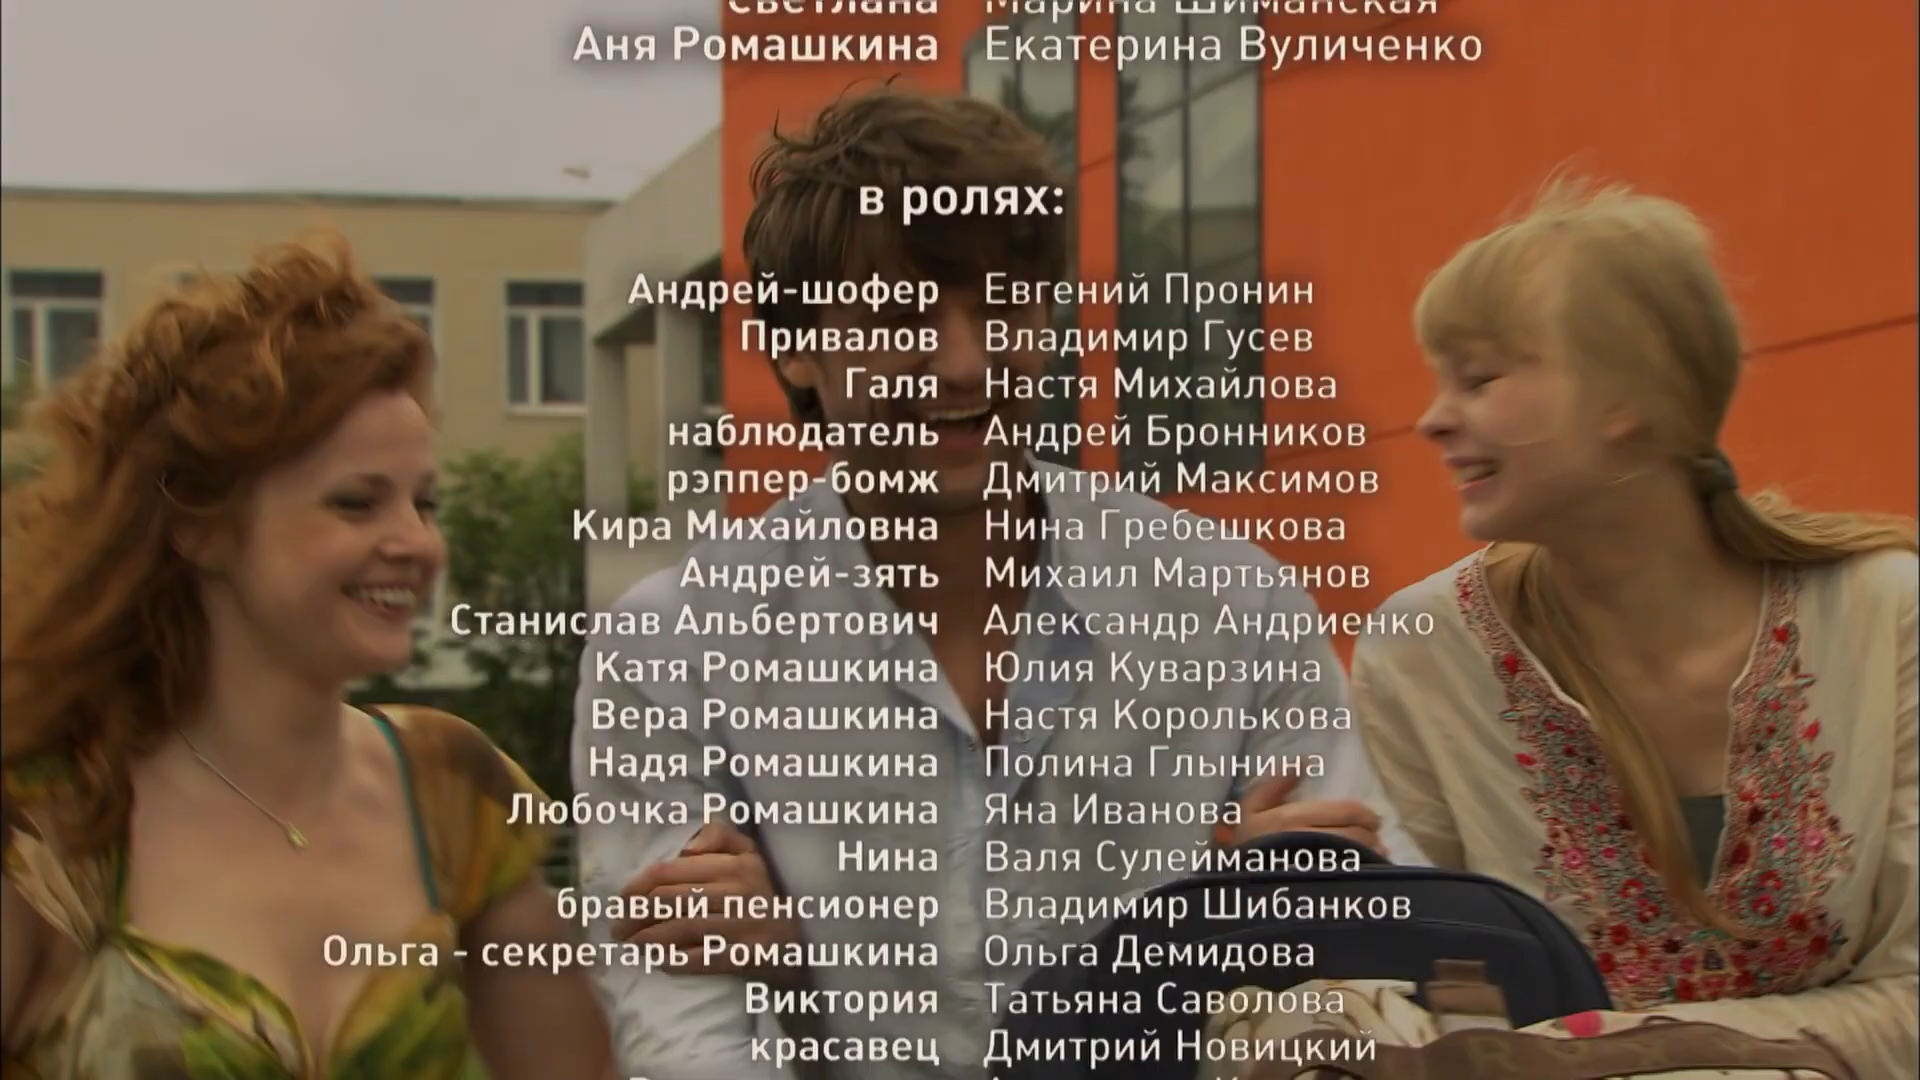 Светлана Марина Шиманская
Аня Ромашкина Екатерина Вуличенко
в ролях:
Андрей-шофер Евгений Пронин
Привалов Владимир Гусев
Галя Настя Михайлова
наблюдатель Андрей Бронников
рэппер-бомж Дмитрий Максимов
Кира Михайловна Нина Гребешкова
Андрей-зять Михаил Мартьянов
Станислав Альбертович Александр Андриенко
Катя Ромашкина Юлия Куварзина
Вера Ромашкина Настя Королькова
Надя Ромашкина Полина Глынина
Любочка Ромашкина Яна Иванова
Нина Валя Сулейманова
бравый пенсионер Владимир Шибанков
Ольга - секретарь Ромашкина Ольга Демидова
Виктория Татьяна Саволова
красавец Дмитрий Новицкий